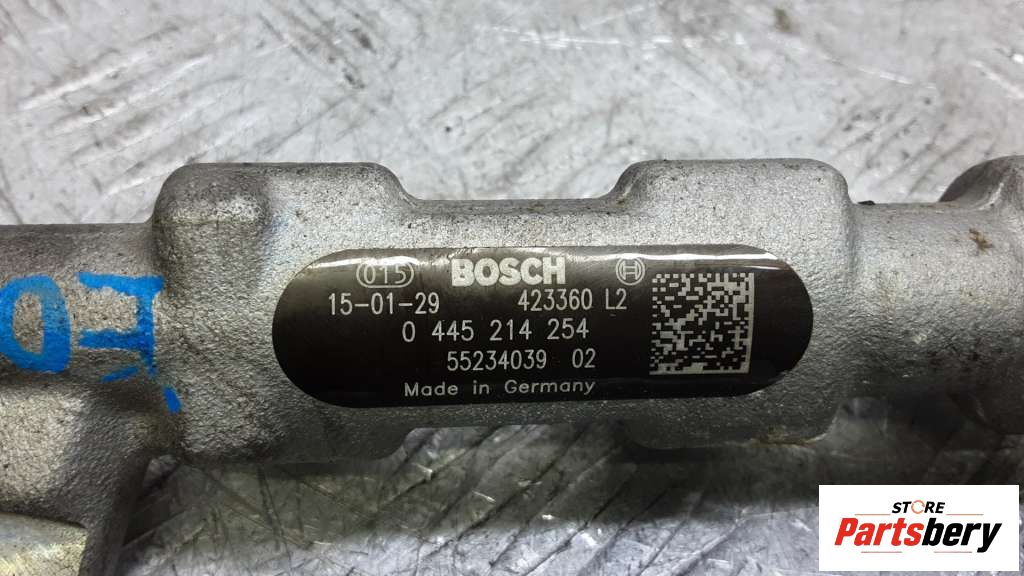 015 BOSCH
15-01-29 423360 L2
0 445 214 254
55234039 02
Made in Germany
STORE
Partsbery